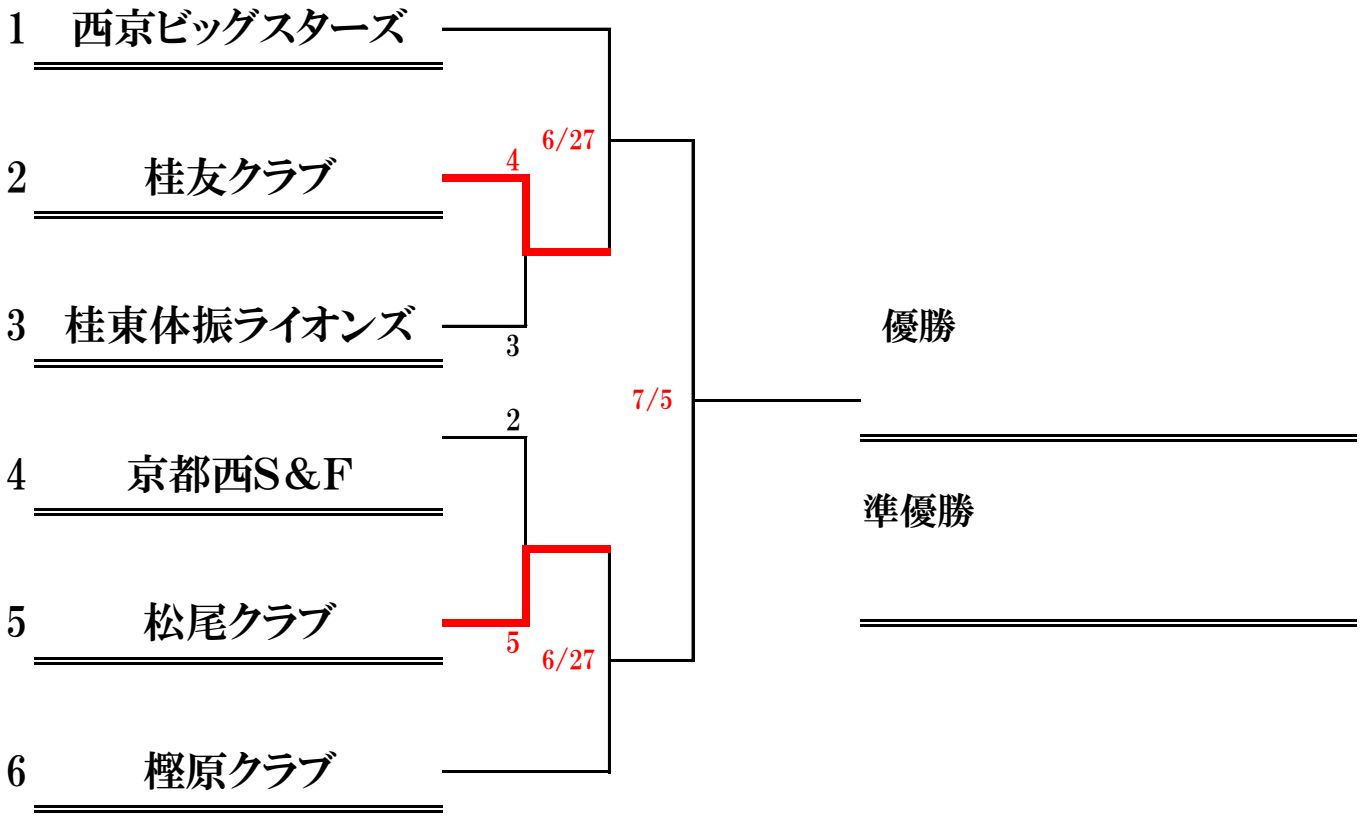 1 西京ビッグスターズ
6/27
4
2 桂友クラブ
3 桂東体振ライオンズ
3
優勝
7/5
2
4 京都西S&F
準優勝
5 松尾クラブ
5
6/27
6 樫原クラブ